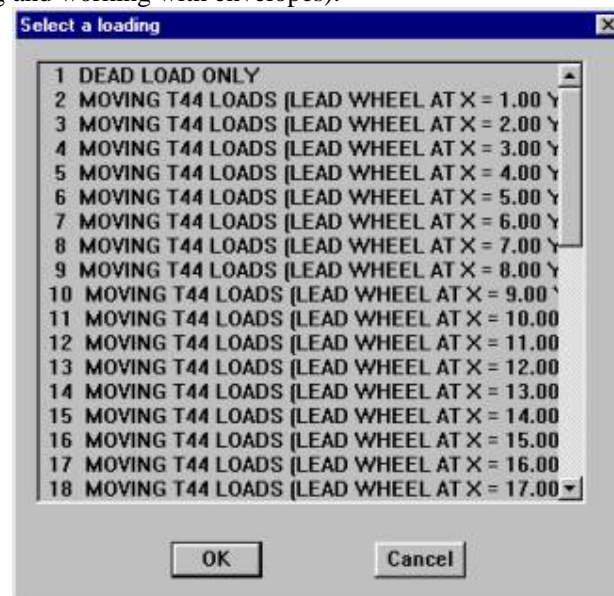 g and working with envelopes).
Select a loading
1 DEAD LOAD ONLY
2 MOVING T44 LOADS (LEAD WHEEL AT X = 1.00 Y
3 MOVING T44 LOADS (LEAD WHEEL AT X = 2.00 Y
4 MOVING T44 LOADS (LEAD WHEEL AT X = 3.00 Y
5 MOVING T44 LOADS (LEAD WHEEL AT X = 4.00 Y
6 MOVING T44 LOADS (LEAD WHEEL AT X = 5.00 Y
7 MOVING T44 LOADS (LEAD WHEEL AT X = 6.00 Y
8 MOVING T44 LOADS (LEAD WHEEL AT X = 7.00 Y
9 MOVING T44 LOADS (LEAD WHEEL AT X = 8.00 Y
10 MOVING T44 LOADS (LEAD WHEEL AT X = 9.00
11 MOVING T44 LOADS (LEAD WHEEL AT X = 10.00
12 MOVING T44 LOADS (LEAD WHEEL AT X = 11.00
13 MOVING T44 LOADS (LEAD WHEEL AT X = 12.00
14 MOVING T44 LOADS (LEAD WHEEL AT X = 13.00
15 MOVING T44 LOADS (LEAD WHEEL AT X = 14.00
16 MOVING T44 LOADS (LEAD WHEEL AT X = 15.00
17 MOVING T44 LOADS (LEAD WHEEL AT X = 16.00
18 MOVING T44 LOADS (LEAD WHEEL AT X = 17.00
OK Cancel